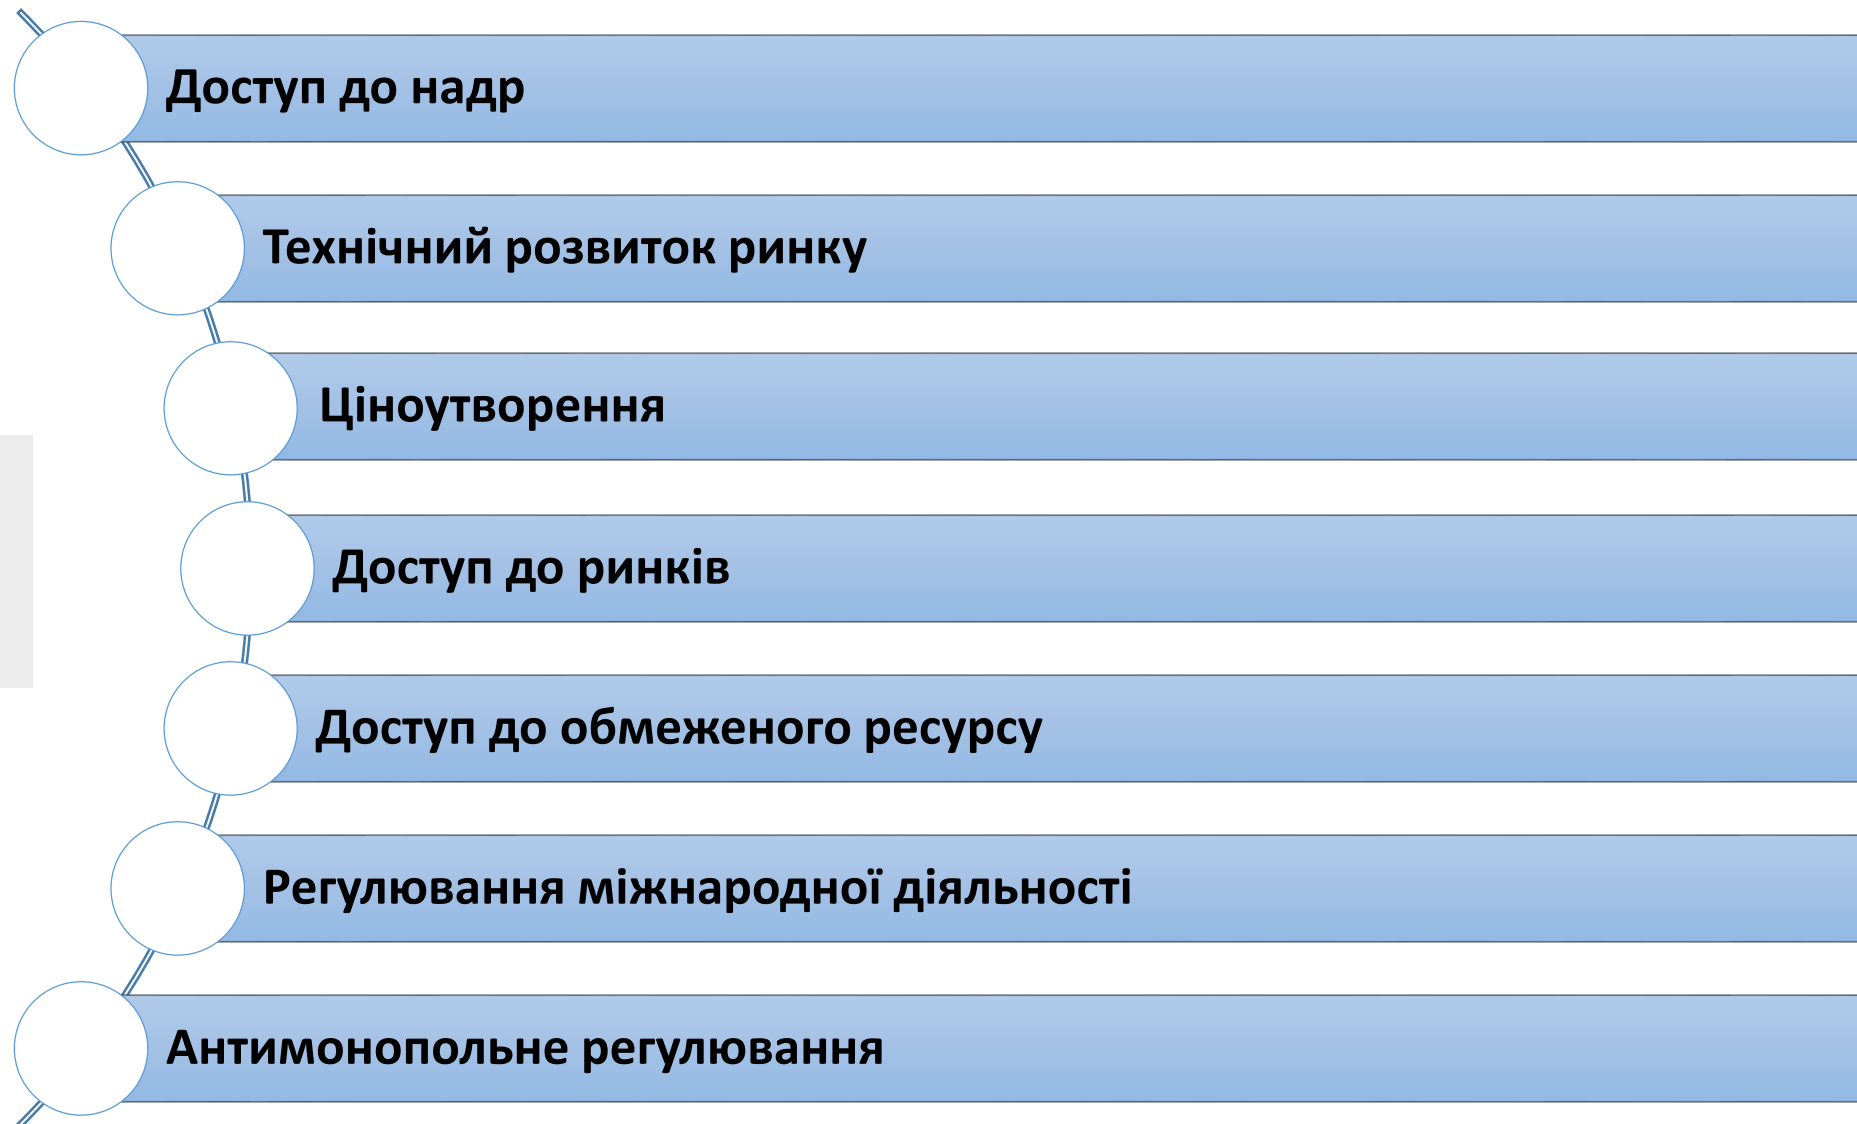 Доступ до надр
Технічний розвиток ринку
Ціноутворення
Доступ до ринків
Доступ до обмеженого ресурсу
Регулювання міжнародної діяльності
Антимонопольне регулювання